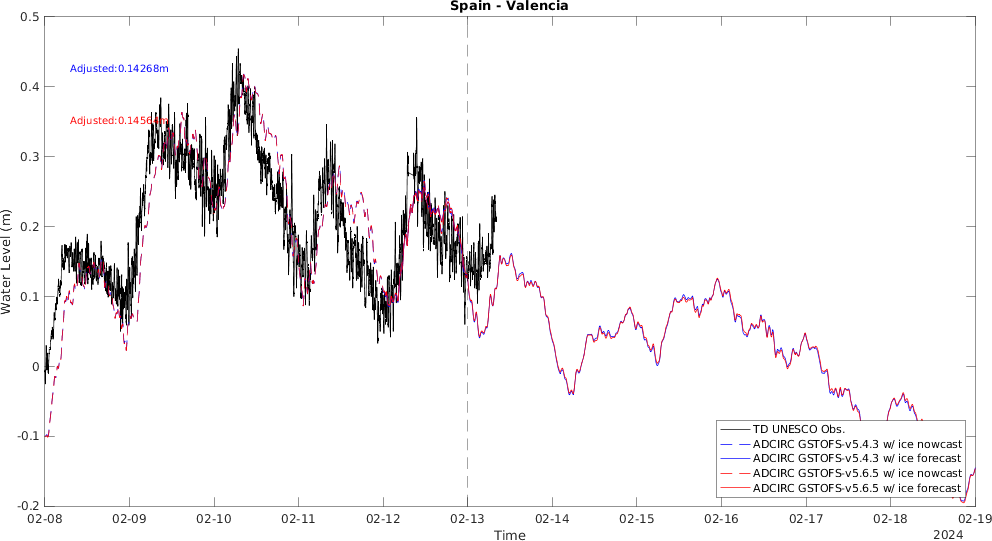 Spain - Valencia
0.5
0.4
0.3
0.2
0.1
0
-0.1
-0.2
Water Level (m)
Adjusted:0.14268m
Adjusted:0.14564m
TD UNESCO Obs.
ADCIRC GSTOFS-v5.4.3 w/ ice nowcast
ADCIRC GSTOFS-v5.4.3 w/ ice forecast
ADCIRC GSTOFS-v5.6.5 w/ ice nowcast
ADCIRC GSTOFS-v5.6.5 w/ ice forecast
02-08 02-09 02-10 02-11 02-12 02-13 02-14 02-15 02-16 02-17 02-18 02-19
Time
2024